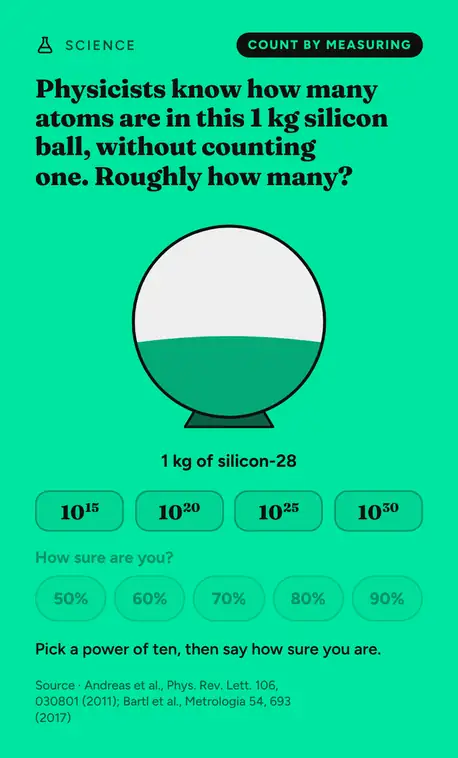 SCIENCE
COUNT BY MEASURING
Physicists know how many
atoms are in this 1 kg silicon
ball, without counting
one. Roughly how many?
1 kg of silicon-28
10¹⁵ 10²⁰ 10²⁵ 10³⁰
How sure are you?
50% 60% 70% 80% 90%
Pick a power of ten, then say how sure you are.
Source · Andreas et al., Phys. Rev. Lett. 106,
030801 (2011); Bartl et al., Metrologia 54, 693
(2017)